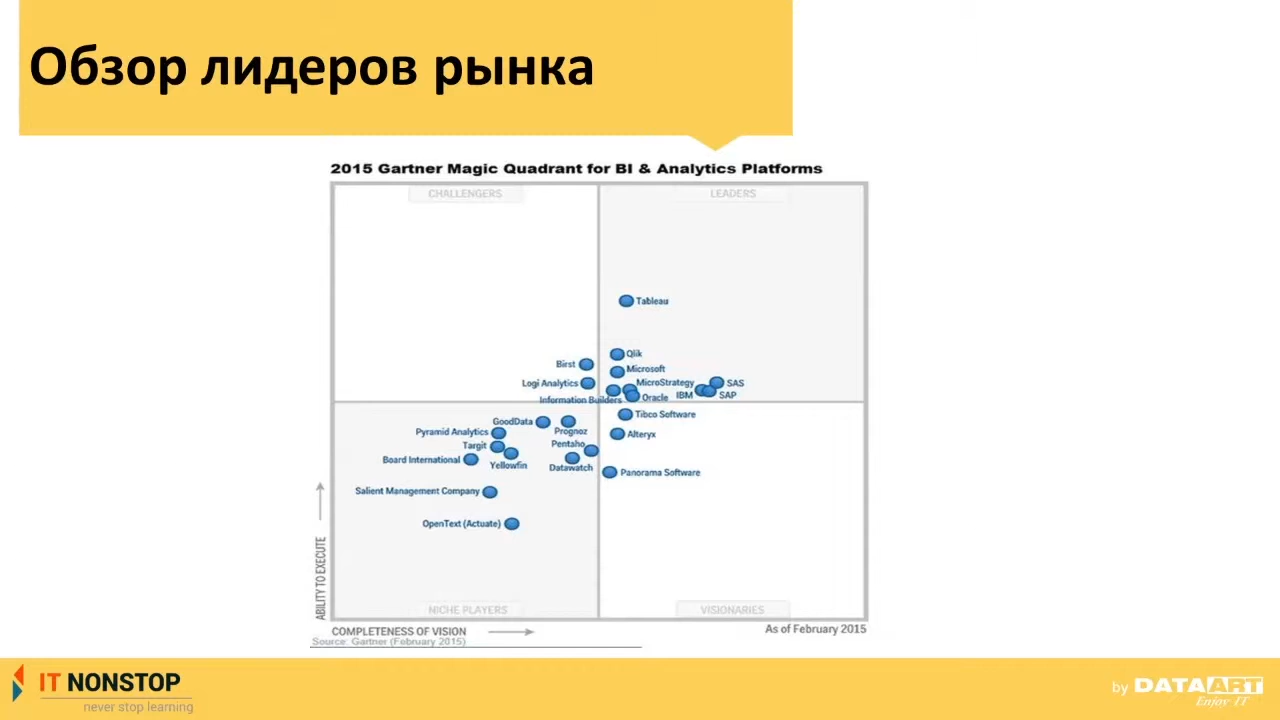 Обзор лидеров рынка
2015 Gartner Magic Quadrant for BI & Analytics Platforms
CHALLENGERS
LEADERS
Tableau
Qlik
Birst
Microsoft
Logi Analytics
MicroStrategy
SAS
Information Builders
Oracle
IBM
SAP
Tibco Software
GoodData
Prognoz
Pyramid Analytics
Alteryx
Targit
Pentaho
Board International
Yellowfin
Datawatch
Panorama Software
Salient Management Company
OpenText (Actuate)
ABILITY TO EXECUTE
NICHE PLAYERS
VISIONARIES
COMPLETENESS OF VISION
As of February 2015
Source: Gartner (February 2015)
IT NONSTOP
never stop learning
by DATAART
Enjoy IT